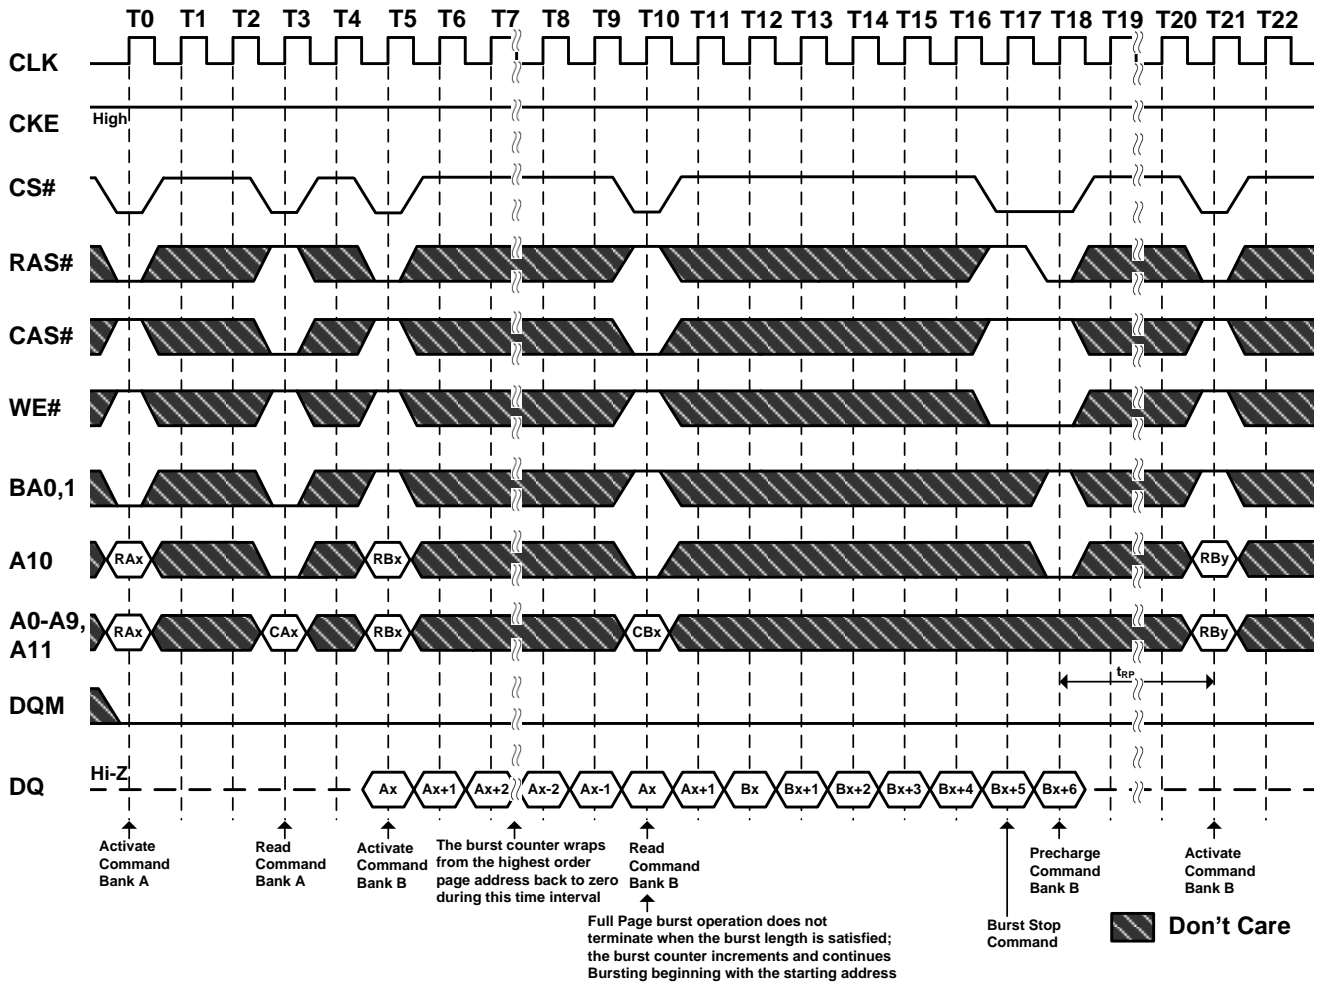 T0 T1 T2 T3 T4 T5 T6 T7 T8 T9 T10 T11 T12 T13 T14 T15 T16 T17 T18 T19 T20 T21 T22
CLK
CKE High
CS#
RAS#
CAS#
WE#
BA0,1
A10 RAx RBx RBy
A0-A9,
A11 RAx CAx RBx CBx RBy
tRP
DQM
DQ Hi-Z Ax Ax+1 Ax+2 Ax-2 Ax-1 Ax Ax+1 Bx Bx+1 Bx+2 Bx+3 Bx+4 Bx+5 Bx+6
Activate
Command
Bank A
Read
Command
Bank A
Activate
Command
Bank B
The burst counter wraps
from the highest order
page address back to zero
during this time interval
Read
Command
Bank B
Full Page burst operation does not
terminate when the burst length is satisfied;
the burst counter increments and continues
Bursting beginning with the starting address
Burst Stop
Command
Precharge
Command
Bank B
Activate
Command
Bank B
Don't Care